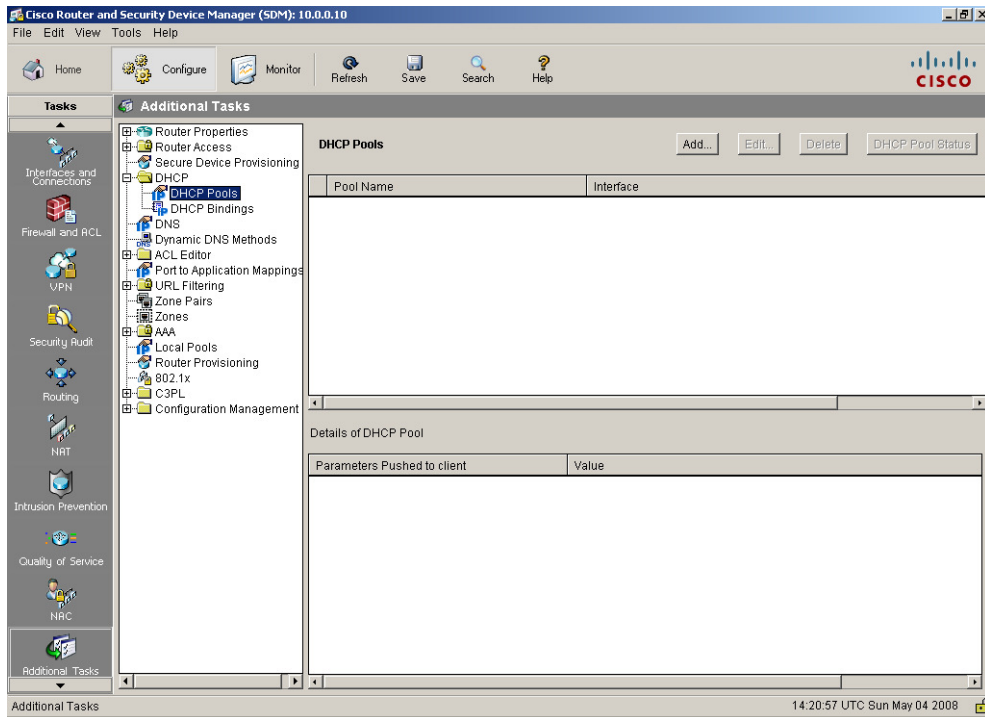 Cisco Router and Security Device Manager (SDM): 10.0.0.10
File Edit View Tools Help
Home Configure Monitor Refresh Save Search Help
CISCO
Tasks
Additional Tasks
Interfaces and Connections
Firewall and ACL
VPN
Security Audit
Routing
NAT
Intrusion Prevention
Quality of Service
NAC
Additional Tasks
Router Properties
Router Access
Secure Device Provisioning
DHCP
DHCP Pools
DHCP Bindings
DNS
Dynamic DNS Methods
ACL Editor
Port to Application Mappings
URL Filtering
Zone Pairs
Zones
AAA
Local Pools
Router Provisioning
802.1x
C3PL
Configuration Management
DHCP Pools
Add... Edit... Delete DHCP Pool Status
Pool Name Interface
Details of DHCP Pool
Parameters Pushed to client Value
Additional Tasks
14:20:57 UTC Sun May 04 2008